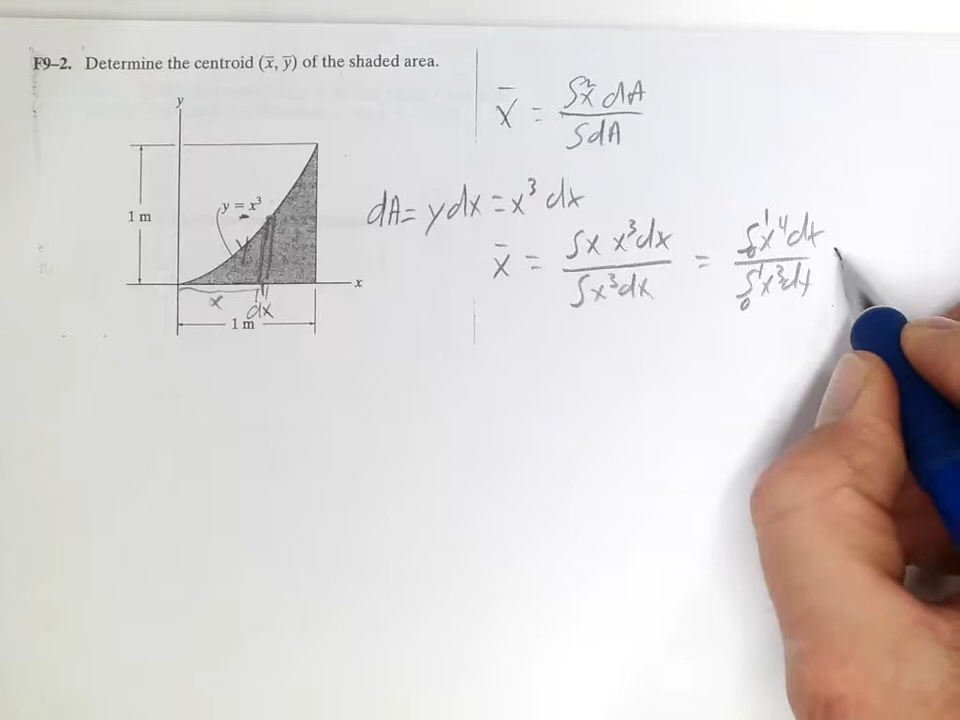 F9–2. Determine the centroid (x̅, y̅) of the shaded area.
y
1 m
y = x³
x
x
dx
1 m
x̅ = ∫x̃ dA / ∫dA
dA = y dx = x³ dx
x̅ = ∫x x³dx / ∫x³dx = ∫₀¹x⁴dx / ∫₀¹x³dx